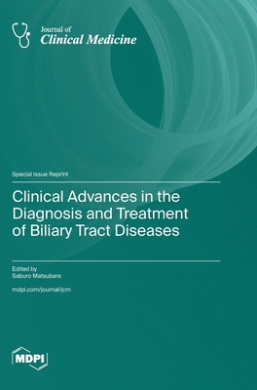 Journal of
Clinical Medicine
Special Issue Reprint
Clinical Advances in the
Diagnosis and Treatment
of Biliary Tract Diseases
Edited by
Saburo Matsubara
mdpi.com/journal/jcm
MDPI